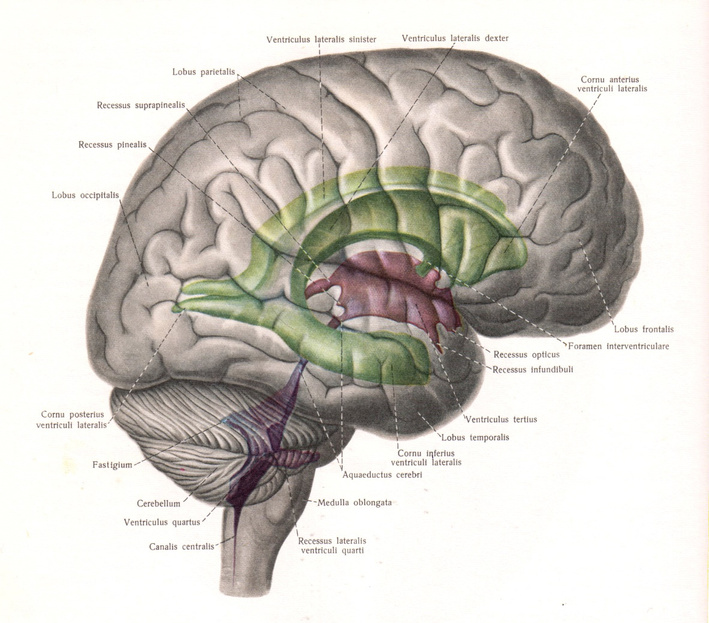 Ventriculus lateralis sinister
Ventriculus lateralis dexter
Lobus parietalis
Cornu anterius
ventriculi lateralis
Recessus suprapinealis
Recessus pinealis
Lobus occipitalis
Lobus frontalis
Foramen interventriculare
Recessus opticus
Recessus infundibuli
Cornu posterius
ventriculi lateralis
Ventriculus tertius
Lobus temporalis
Cornu inferius
ventriculi lateralis
Fastigium
Aquaeductus cerebri
Cerebellum
Medulla oblongata
Ventriculus quartus
Canalis centralis
Recessus lateralis
ventriculi quarti